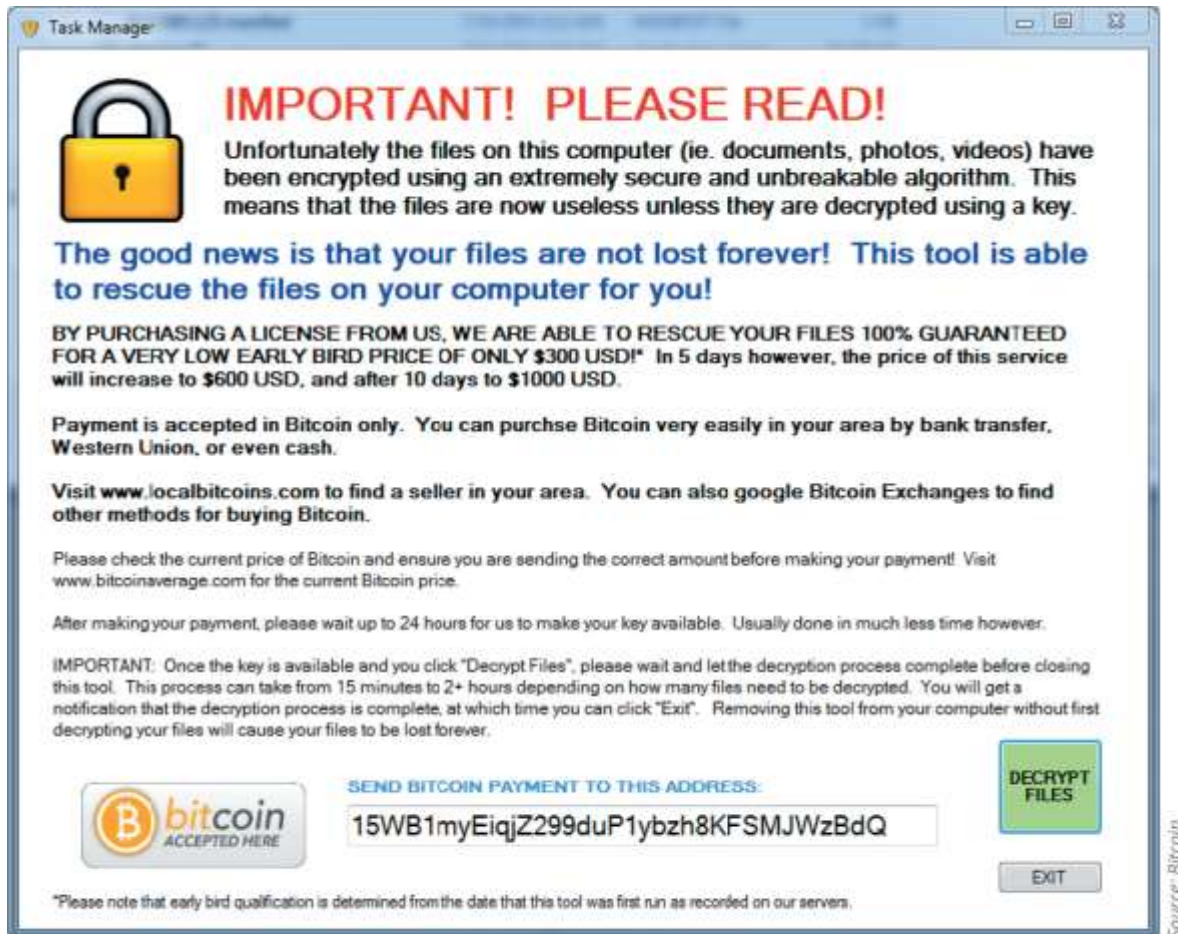 Task Manager
IMPORTANT! PLEASE READ!
Unfortunately the files on this computer (ie. documents, photos, videos) have
been encrypted using an extremely secure and unbreakable algorithm. This
means that the files are now useless unless they are decrypted using a key.
The good news is that your files are not lost forever! This tool is able
to rescue the files on your computer for you!
BY PURCHASING A LICENSE FROM US, WE ARE ABLE TO RESCUE YOUR FILES 100% GUARANTEED
FOR A VERY LOW EARLY BIRD PRICE OF ONLY $300 USD!* In 5 days however, the price of this service
will increase to $600 USD, and after 10 days to $1000 USD.
Payment is accepted in Bitcoin only. You can purchse Bitcoin very easily in your area by bank transfer,
Western Union, or even cash.
Visit www.localbitcoins.com to find a seller in your area. You can also google Bitcoin Exchanges to find
other methods for buying Bitcoin.
Please check the current price of Bitcoin and ensure you are sending the correct amount before making your payment! Visit
www.bitcoinaverage.com for the current Bitcoin price.
After making your payment, please wait up to 24 hours for us to make your key available. Usually done in much less time however.
IMPORTANT: Once the key is available and you click "Decrypt Files", please wait and let the decryption process complete before closing
this tool. This process can take from 15 minutes to 2+ hours depending on how many files need to be decrypted. You will get a
notification that the decryption process is complete, at which time you can click "Exit". Removing this tool from your computer without first
decrypting your files will cause your files to be lost forever.
bitcoin
ACCEPTED HERE
SEND BITCOIN PAYMENT TO THIS ADDRESS:
15WB1myEiqjZ299duP1ybzh8KFSMJWzBdQ
DECRYPT
FILES
EXIT
*Please note that early bird qualification is determined from the date that this tool was first run as recorded on our servers.
Source: Bitcoin